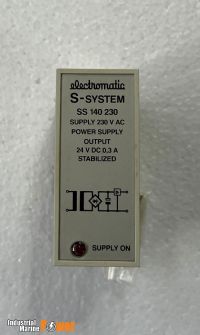 electromatic
S-SYSTEM
SS 140 230
SUPPLY 230 V AC
POWER SUPPLY
OUTPUT
24 V DC 0,3 A
STABILIZED
SUPPLY ON
Industrial
Marine Power